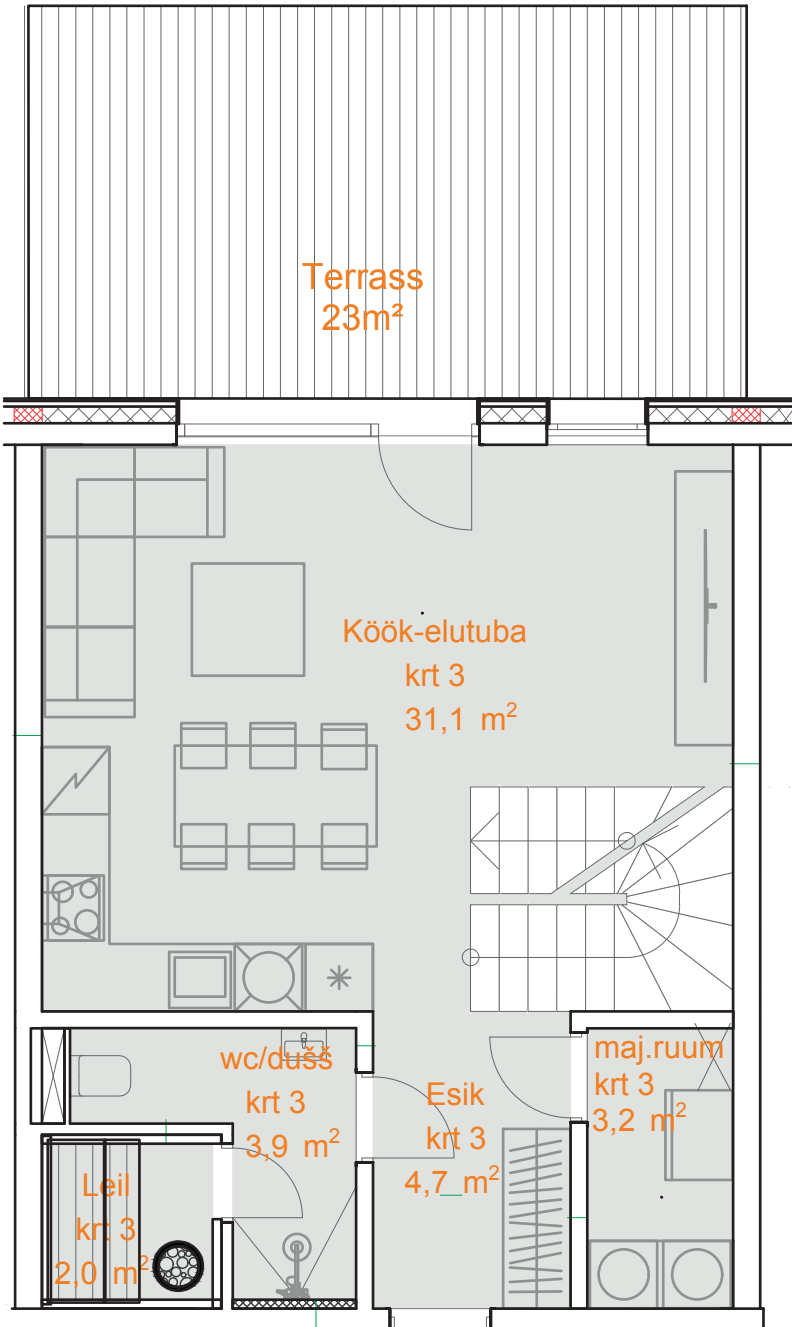 Terrass
23m²
Köök-elutuba
krt 3
31,1 m²
wc/dušš
krt 3
3,9 m²
Esik
krt 3
4,7 m²
maj.ruum
krt 3
3,2 m²
Leil
krt 3
2,0 m²